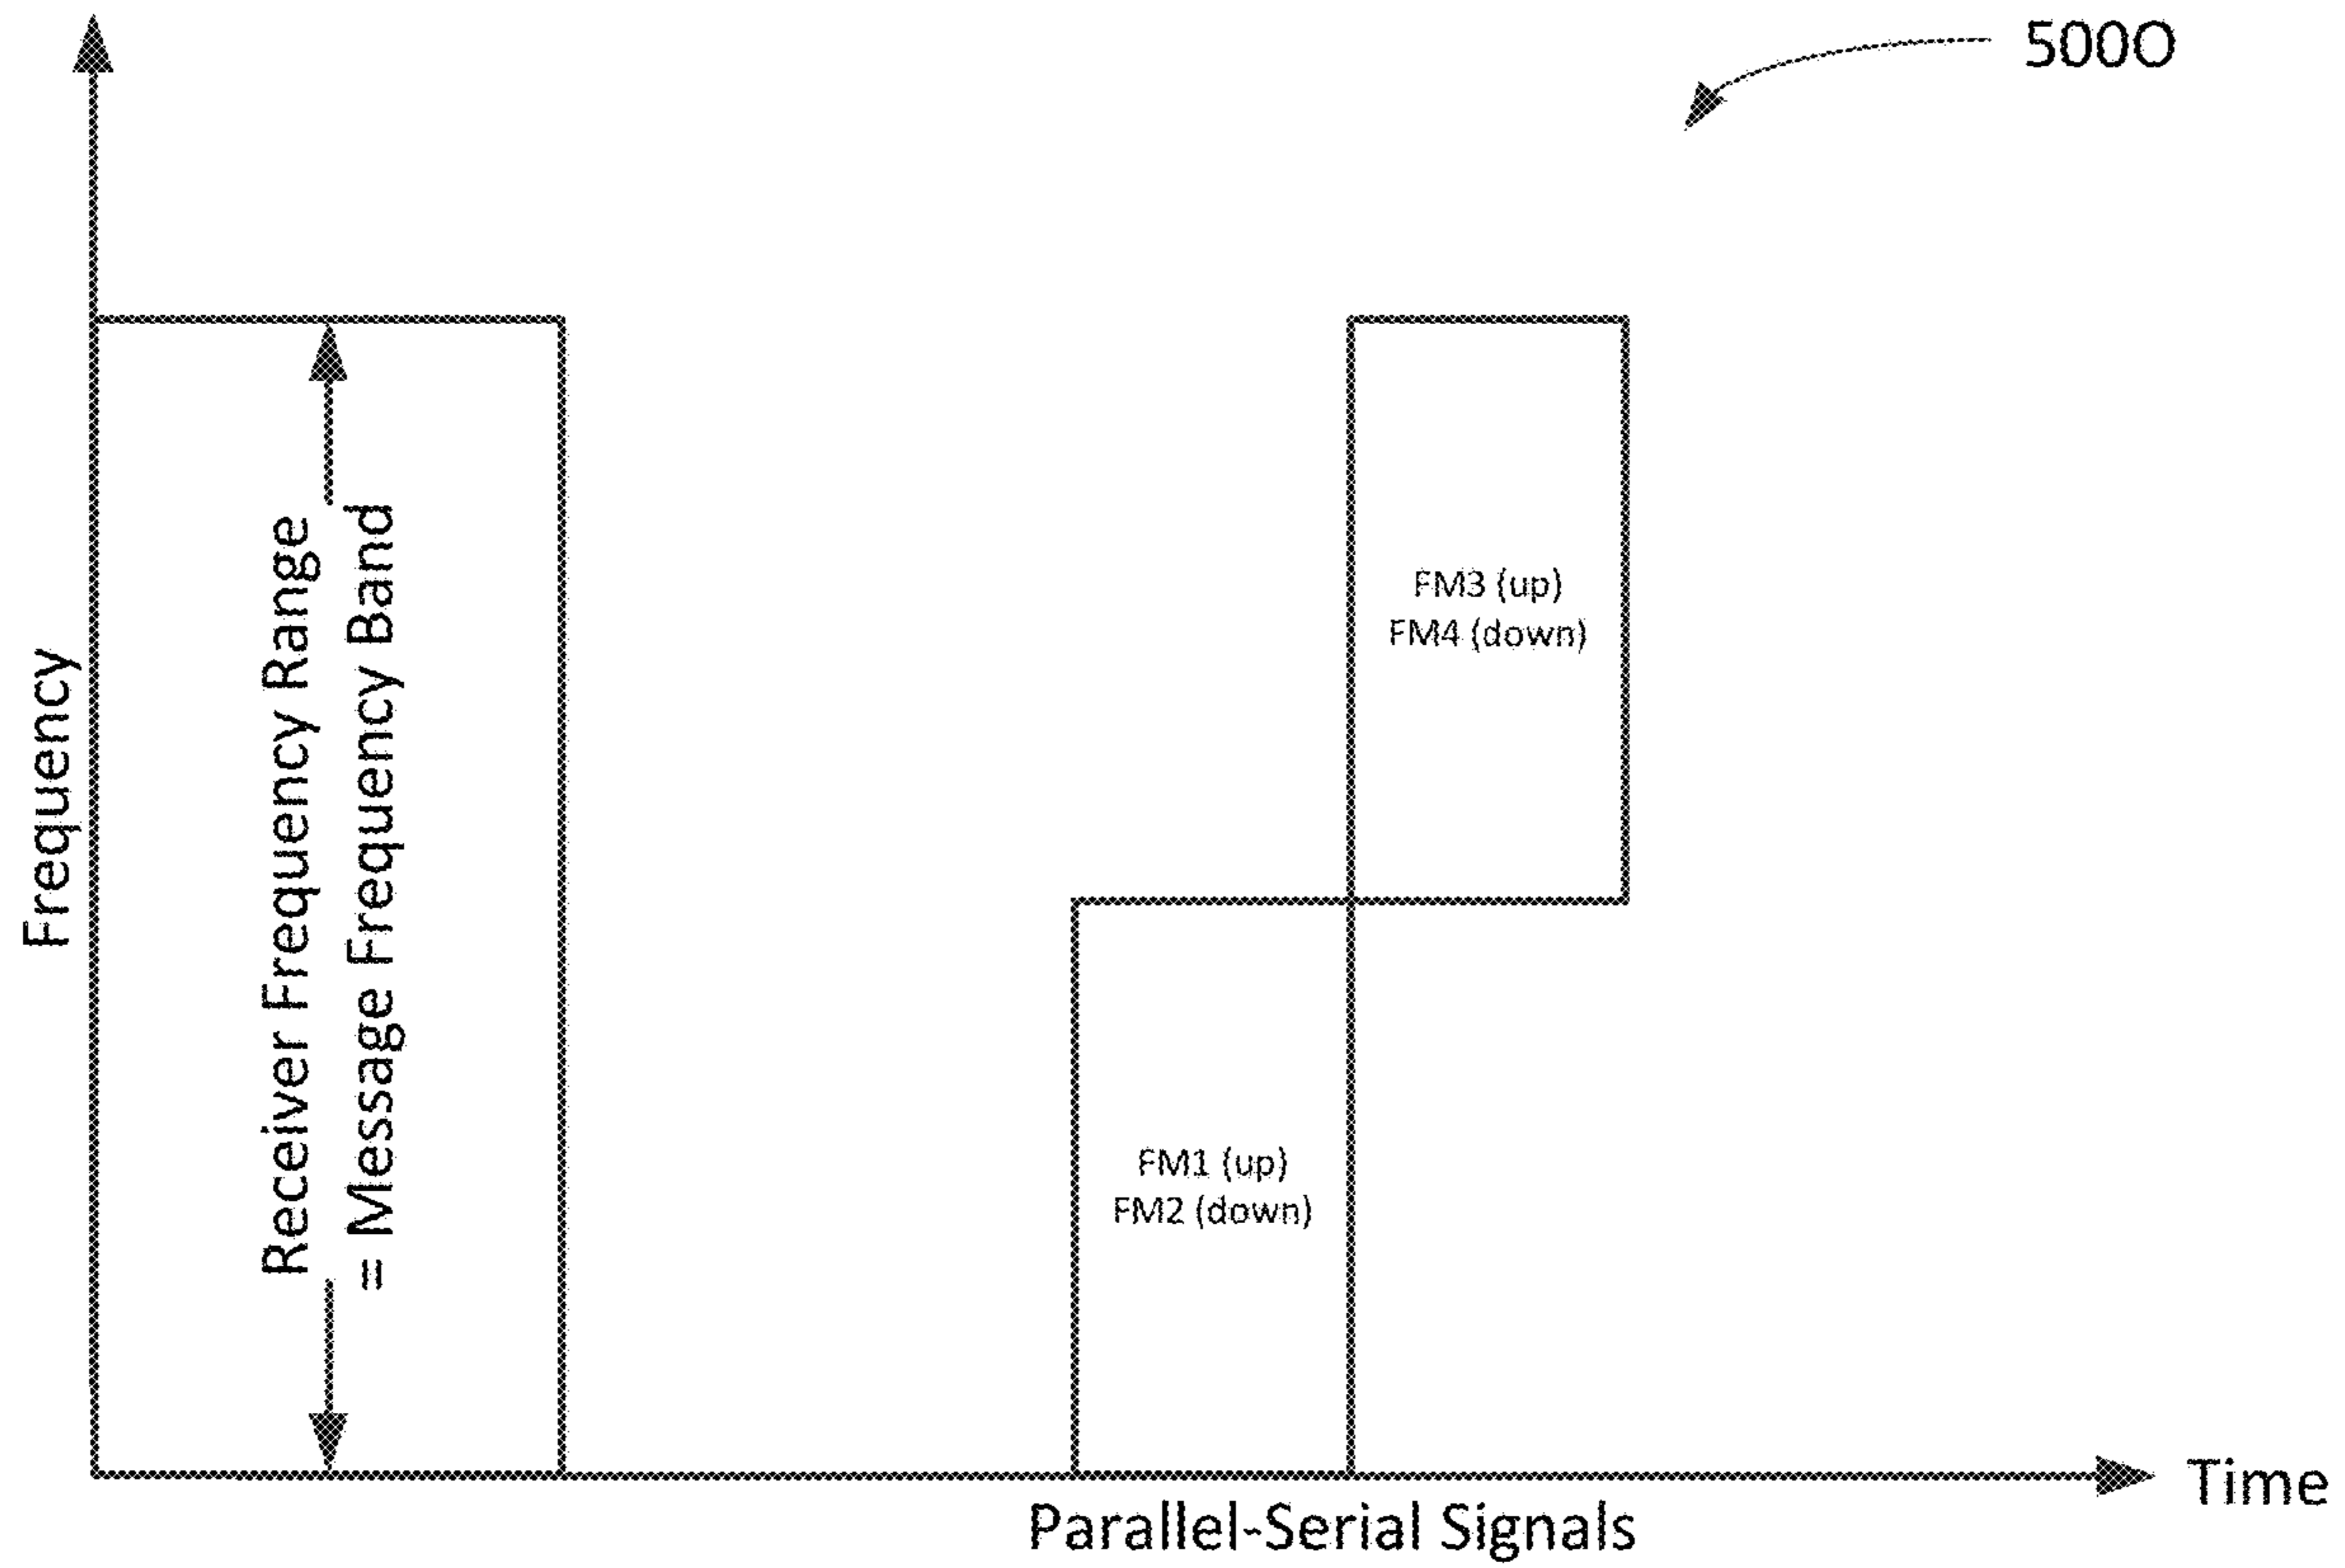 500O
Frequency
Receiver Frequency Range
= Message Frequency Band
FM3 (up)
FM4 (down)
FM1 (up)
FM2 (down)
Time
Parallel-Serial Signals